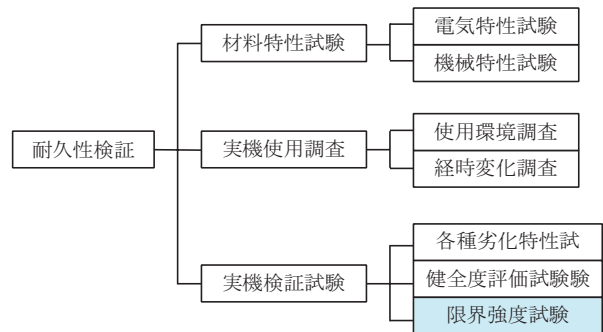 耐久性検証
材料特性試験
電気特性試験
機械特性試験
実機使用調査
使用環境調査
経時変化調査
実機検証試験
各種劣化特性試
健全度評価試験験
限界強度試験